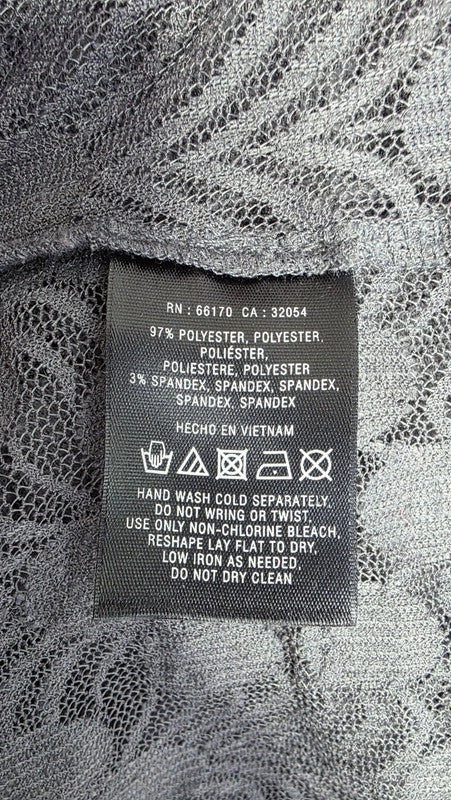 RN : 66170 CA : 32054
97% POLYESTER, POLYESTER,
POLIÉSTER,
POLIESTERE, POLYESTER
3% SPANDEX, SPANDEX, SPANDEX,
SPANDEX, SPANDEX
HECHO EN VIETNAM
HAND WASH COLD SEPARATELY.
DO NOT WRING OR TWIST.
USE ONLY NON-CHLORINE BLEACH.
RESHAPE LAY FLAT TO DRY.
LOW IRON AS NEEDED.
DO NOT DRY CLEAN